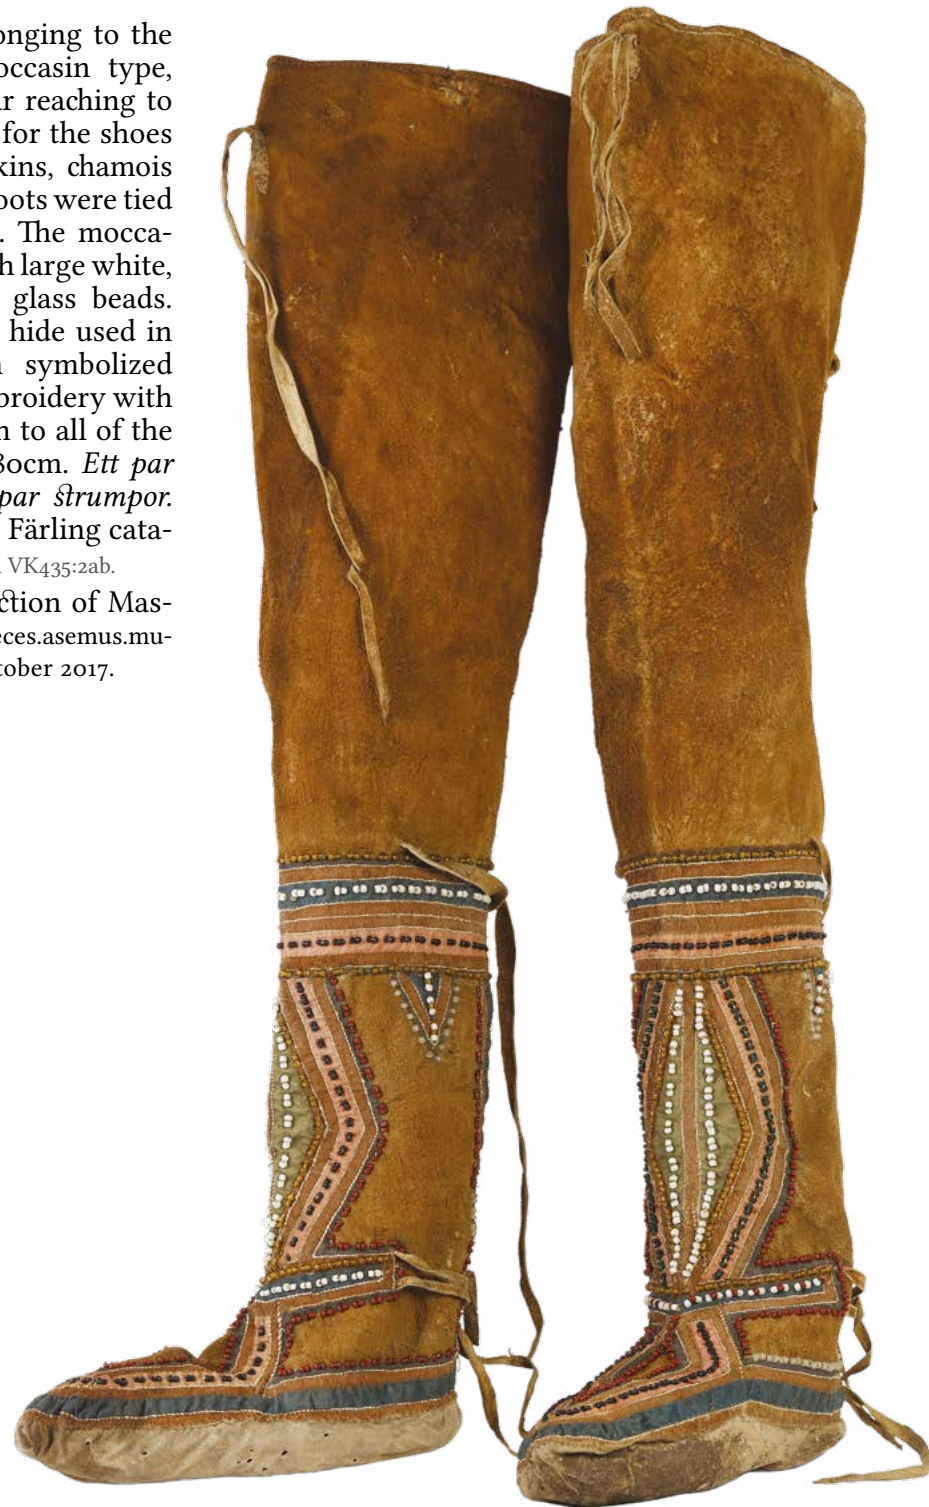 onging to the
occasin type,
r reaching to
for the shoes
kins, chamois
oots were tied
. The mocca-
h large white,
glass beads.
hide used in
symbolized
broidery with
n to all of the
80cm. Ett par
par strumpor.
Färling cata-
VK435:2ab.
ction of Mas-
eces.asemus.mu-
tober 2017.